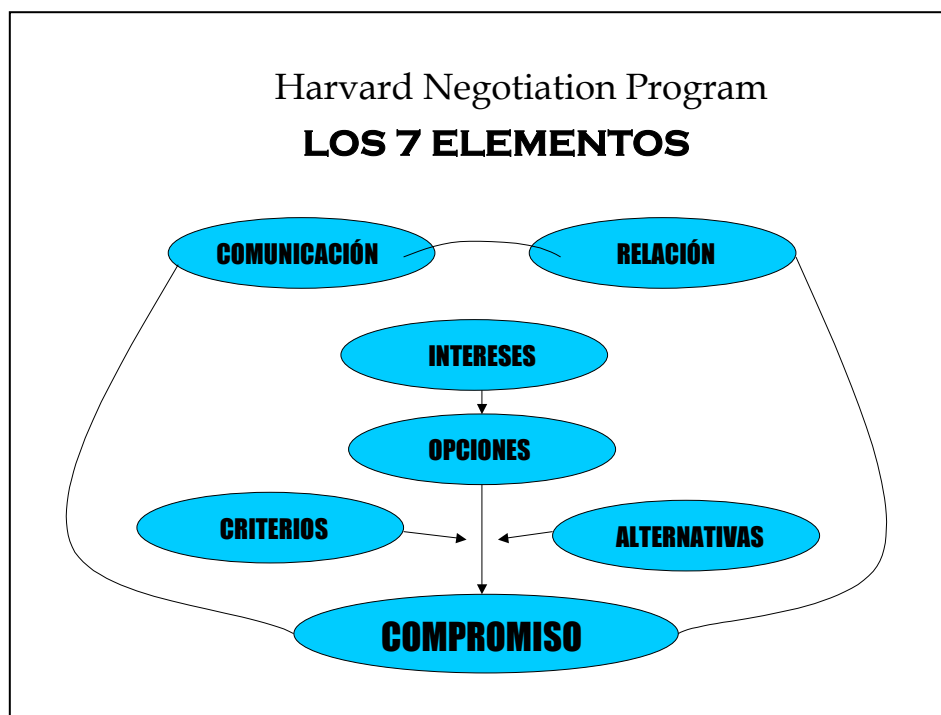 Harvard Negotiation Program
LOS 7 ELEMENTOS
COMUNICACIÓN
RELACIÓN
INTERESES
OPCIONES
CRITERIOS
ALTERNATIVAS
COMPROMISO